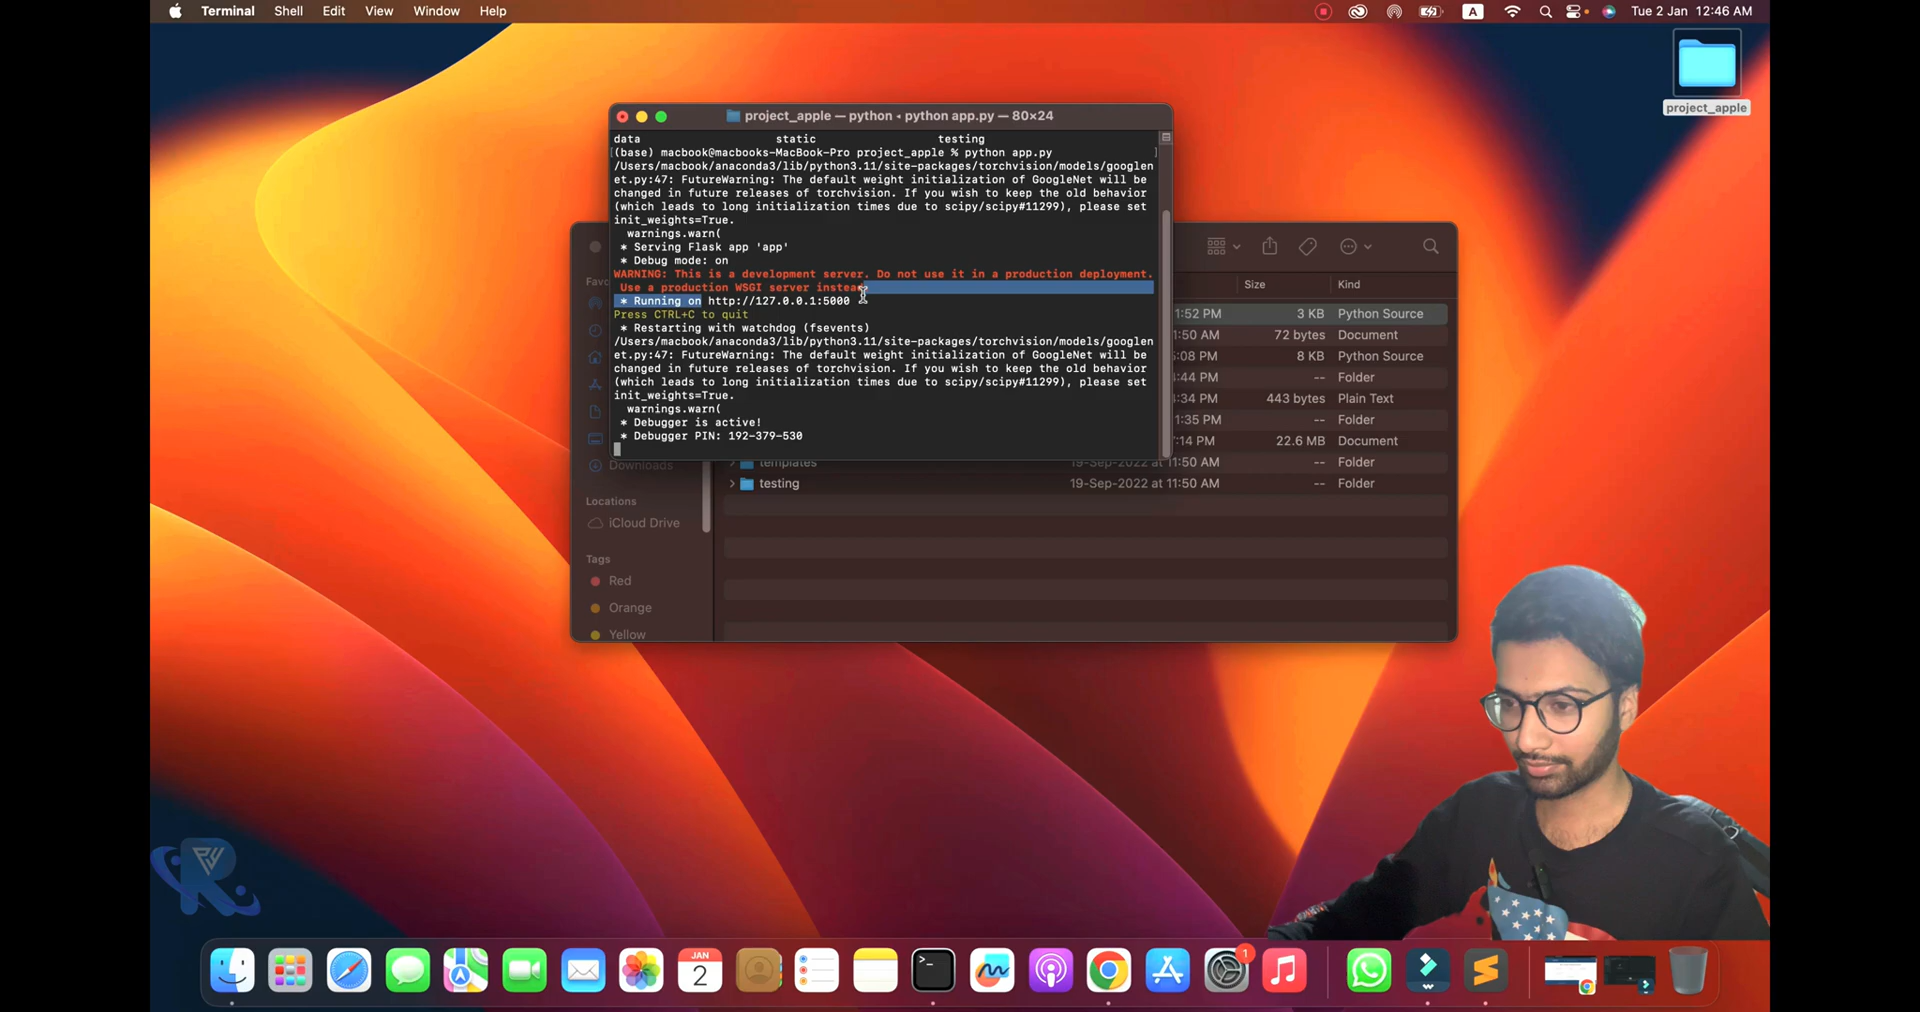 Terminal Shell Edit View Window Help
A
Tue 2 Jan 12:46 AM
project_apple
project_apple — python ◂ python app.py — 80×24
data static testing
[(base) macbook@macbooks-MacBook-Pro project_apple % python app.py ]
/Users/macbook/anaconda3/lib/python3.11/site-packages/torchvision/models/googlen
et.py:47: FutureWarning: The default weight initialization of GoogleNet will be
changed in future releases of torchvision. If you wish to keep the old behavior
(which leads to long initialization times due to scipy/scipy#11299), please set
init_weights=True.
warnings.warn(
* Serving Flask app 'app'
* Debug mode: on
WARNING: This is a development server. Do not use it in a production deployment.
Use a production WSGI server instead
* Running on http://127.0.0.1:5000
Press CTRL+C to quit
* Restarting with watchdog (fsevents)
/Users/macbook/anaconda3/lib/python3.11/site-packages/torchvision/models/googlen
et.py:47: FutureWarning: The default weight initialization of GoogleNet will be
changed in future releases of torchvision. If you wish to keep the old behavior
(which leads to long initialization times due to scipy/scipy#11299), please set
init_weights=True.
warnings.warn(
* Debugger is active!
* Debugger PIN: 192-379-530
Favo
Downloads
Locations
iCloud Drive
Tags
Red
Orange
Yellow
Size Kind
1:52 PM 3 KB Python Source
:50 AM 72 bytes Document
:08 PM 8 KB Python Source
:44 PM -- Folder
:34 PM 443 bytes Plain Text
1:35 PM -- Folder
:14 PM 22.6 MB Document
templates 19-Sep-2022 at 11:50 AM -- Folder
testing 19-Sep-2022 at 11:50 AM -- Folder
JAN
2
1